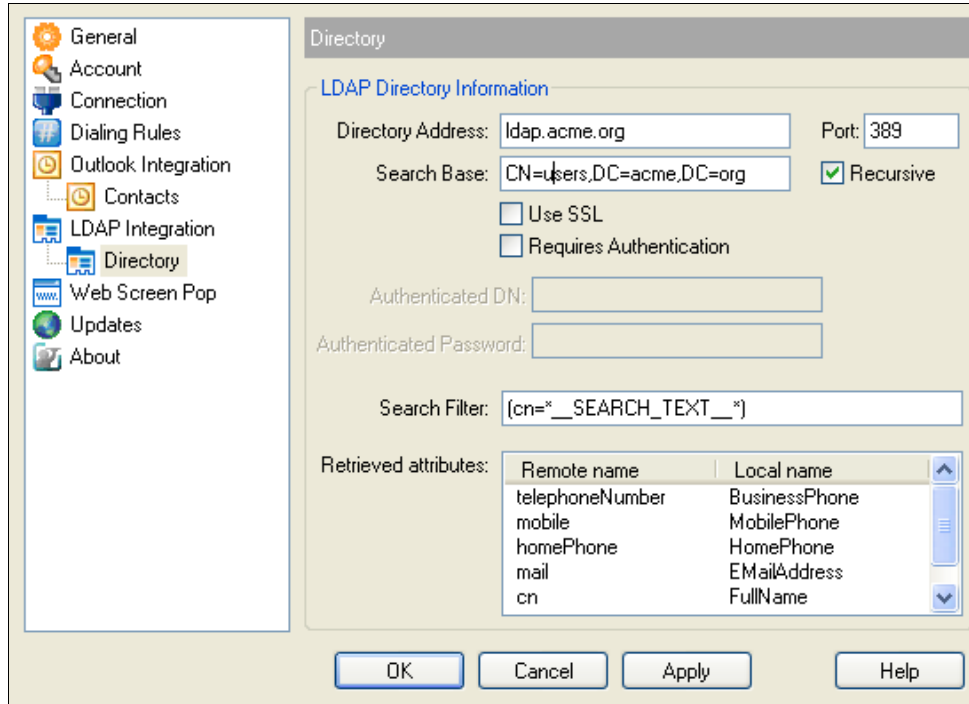 General
Account
Connection
Dialing Rules
Outlook Integration
Contacts
LDAP Integration
Directory
Web Screen Pop
Updates
About
Directory
LDAP Directory Information
Directory Address: ldap.acme.org Port: 389
Search Base: CN=users,DC=acme,DC=org Recursive
Use SSL
Requires Authentication
Authenticated DN:
Authenticated Password:
Search Filter: (cn=*__SEARCH_TEXT__*)
Retrieved attributes: Remote name Local name
telephoneNumber BusinessPhone
mobile MobilePhone
homePhone HomePhone
mail EMailAddress
cn FullName
OK Cancel Apply Help